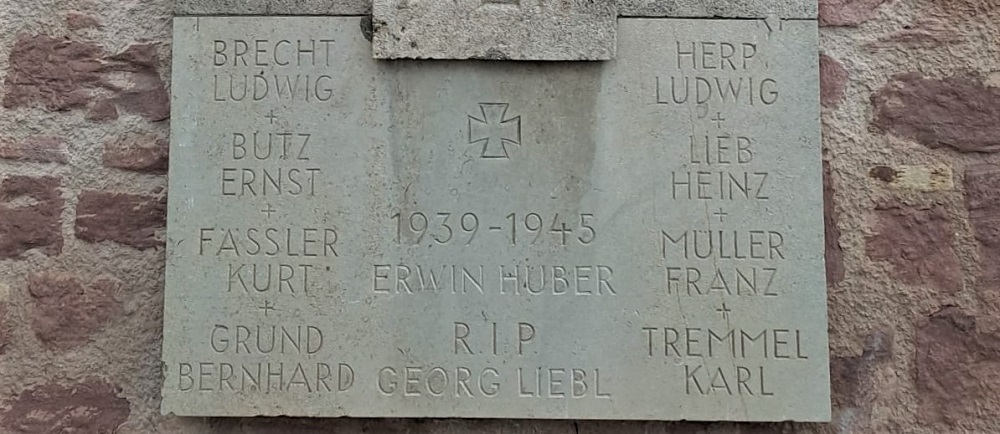 BRECHT
LUDWIG
+
BUTZ
ERNST
+
FÄSSLER
KURT
+
GRUND
BERNHARD
1939-1945
ERWIN HUBER
R.I.P.
GEORG LIEBL
HERP
LUDWIG
+
LIEB
HEINZ
+
MÜLLER
FRANZ
+
TREMMEL
KARL